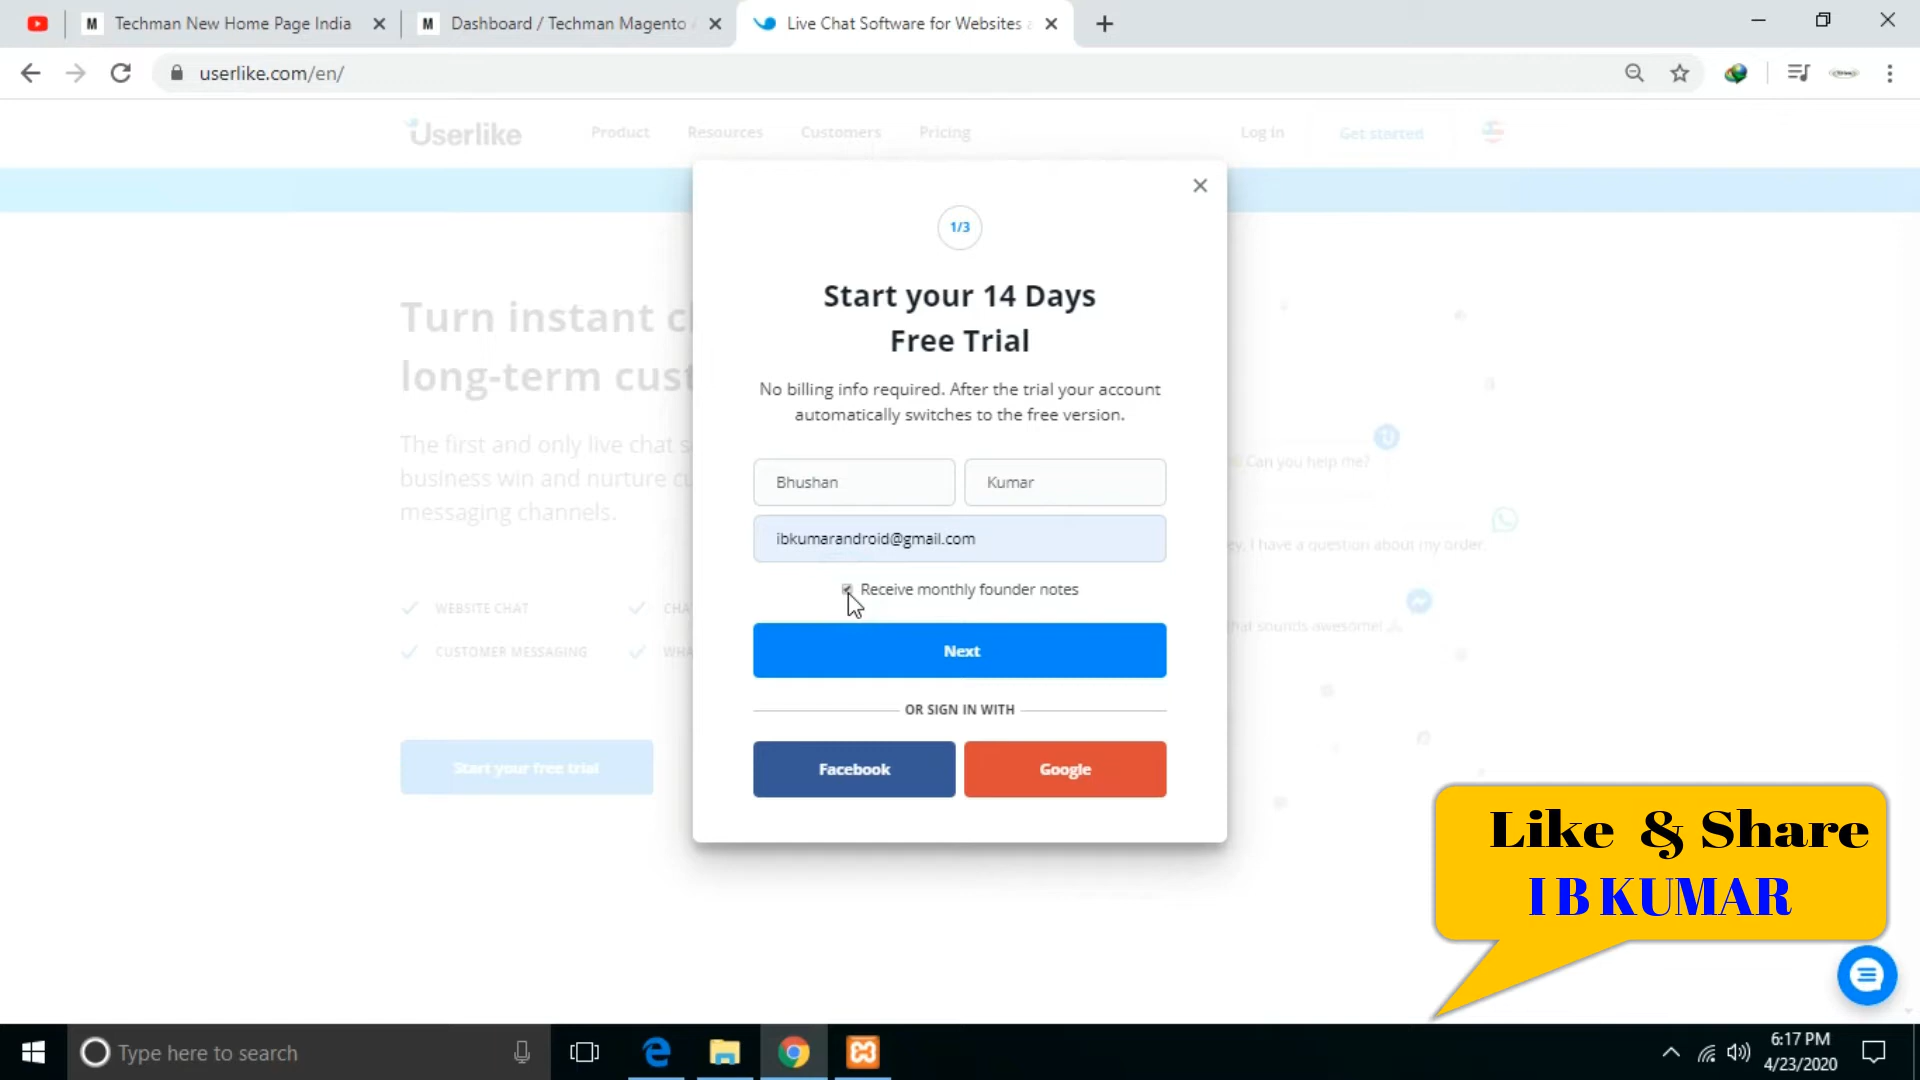 M Techman New Home Page India
M Dashboard / Techman Magento
Live Chat Software for Websites
userlike.com/en/
Userlike
Product
Resources
Customers
Pricing
Log in
Get started
1/3
Start your 14 Days
Free Trial
No billing info required. After the trial your account
automatically switches to the free version.
Bhushan
Kumar
ibkumarandroid@gmail.com
Receive monthly founder notes
Next
OR SIGN IN WITH
Facebook
Google
Turn instant c
long-term cus
The first and only live chat s
business win and nurture cu
messaging channels.
WEBSITE CHAT
CHA
CUSTOMER MESSAGING
WHA
Start your free trial
Can you help me?
ey, I have a question about my order.
hat sounds awesome!
Like & Share
I B KUMAR
Type here to search
6:17 PM
4/23/2020